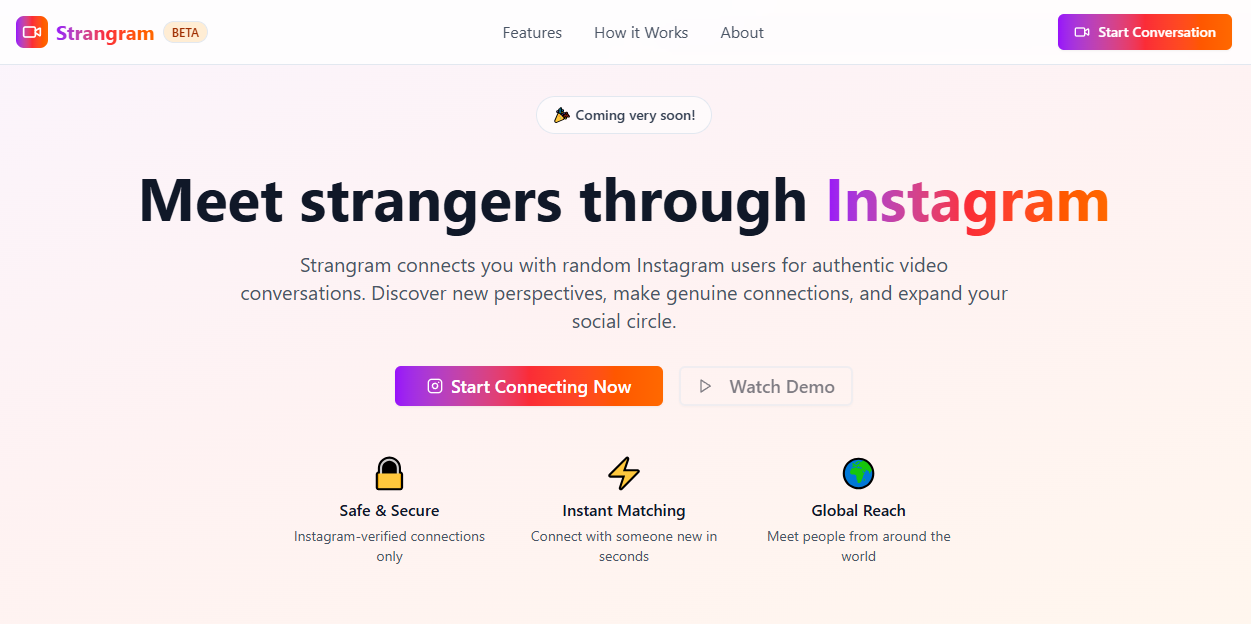 Strangram BETA
Features
How it Works
About
Start Conversation
Coming very soon!
Meet strangers through Instagram
Strangram connects you with random Instagram users for authentic video
conversations. Discover new perspectives, make genuine connections, and expand your
social circle.
Start Connecting Now
Watch Demo
Safe & Secure
Instagram-verified connections
only
Instant Matching
Connect with someone new in
seconds
Global Reach
Meet people from around the
world